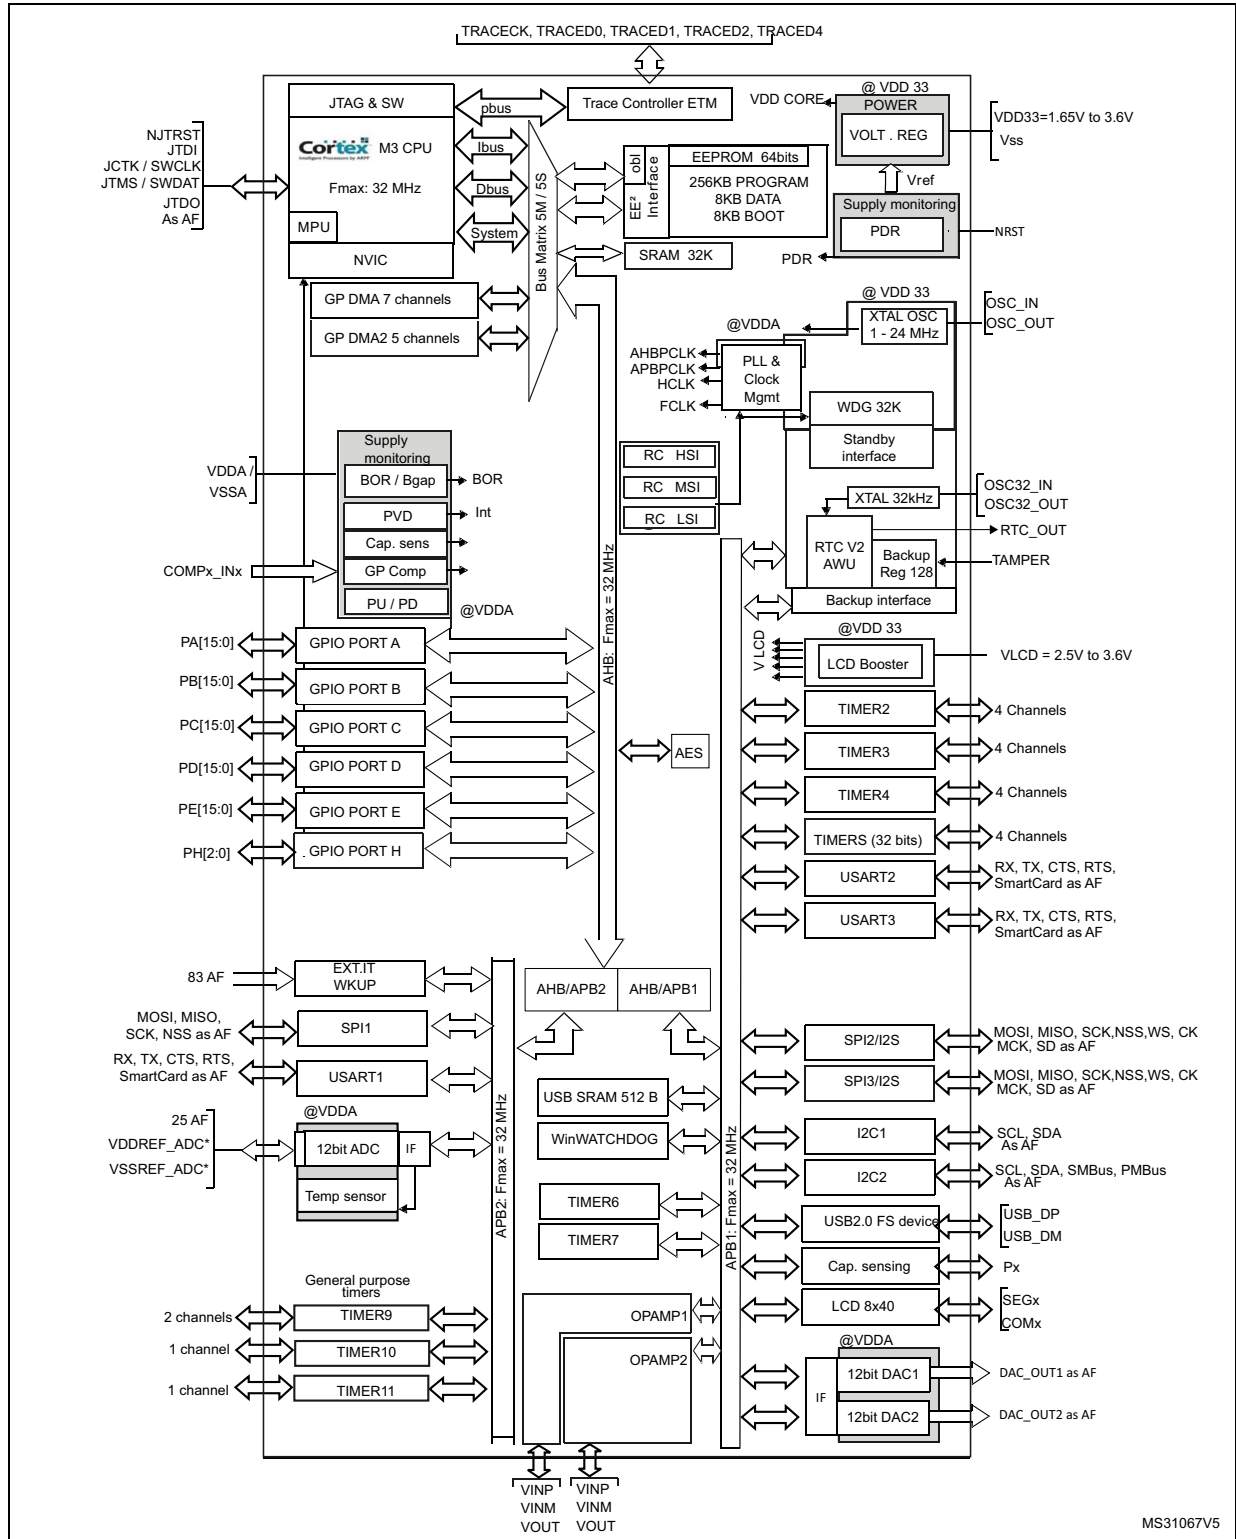 TRACECK, TRACED0, TRACED1, TRACED2, TRACED4
JTAG & SW
pbus
Trace Controller ETM
NJTRST
JTDI
JCTK / SWCLK
JTMS / SWDAT
JTDO
As AF
Cortex
Intelligent Processors by ARM®
M3 CPU
Fmax: 32 MHz
MPU
NVIC
Ibus
Dbus
System
Bus Matrix 5M / 5S
GP DMA 7 channels
GP DMA2 5 channels
EE²
Interface
obl
EEPROM 64bits
256KB PROGRAM
8KB DATA
8KB BOOT
SRAM 32K
VDD CORE
@ VDD 33
POWER
VOLT . REG
VDD33=1.65V to 3.6V
Vss
Vref
Supply monitoring
PDR
NRST
PDR
@ VDD 33
XTAL OSC
1 - 24 MHz
OSC_IN
OSC_OUT
@VDDA
PLL &
Clock
Mgmt
AHBPCLK
APBPCLK
HCLK
FCLK
WDG 32K
Standby
interface
RC HSI
RC MSI
RC LSI
XTAL 32kHz
OSC32_IN
OSC32_OUT
RTC V2
AWU
RTC_OUT
Backup
Reg 128
TAMPER
Backup interface
VDDA /
VSSA
Supply
monitoring
BOR / Bgap
BOR
PVD
Int
Cap. sens
COMPx_INx
GP Comp
PU / PD
@VDDA
AHB: Fmax = 32 MHz
PA[15:0]
GPIO PORT A
PB[15:0]
GPIO PORT B
PC[15:0]
GPIO PORT C
PD[15:0]
GPIO PORT D
PE[15:0]
GPIO PORT E
PH[2:0]
GPIO PORT H
AES
@VDD 33
V LCD
LCD Booster
VLCD = 2.5V to 3.6V
TIMER2
4 Channels
TIMER3
4 Channels
TIMER4
4 Channels
TIMERS (32 bits)
4 Channels
USART2
RX, TX, CTS, RTS,
SmartCard as AF
USART3
RX, TX, CTS, RTS,
SmartCard as AF
83 AF
EXT.IT
WKUP
AHB/APB2
AHB/APB1
MOSI, MISO,
SCK, NSS as AF
SPI1
RX, TX, CTS, RTS,
SmartCard as AF
USART1
SPI2/I2S
MOSI, MISO, SCK,NSS,WS, CK
MCK, SD as AF
SPI3/I2S
MOSI, MISO, SCK,NSS,WS, CK
MCK, SD as AF
USB SRAM 512 B
WinWATCHDOG
@VDDA
25 AF
VDDREF_ADC*
VSSREF_ADC*
12bit ADC
IF
Temp sensor
APB2: Fmax = 32 MHz
APB1: Fmax = 32 MHz
I2C1
SCL, SDA
As AF
I2C2
SCL, SDA, SMBus, PMBus
As AF
TIMER6
TIMER7
USB2.0 FS device
USB_DP
USB_DM
Cap. sensing
Px
General purpose
timers
2 channels
TIMER9
1 channel
TIMER10
1 channel
TIMER11
OPAMP1
OPAMP2
LCD 8x40
SEGx
COMx
@VDDA
IF
12bit DAC1
DAC_OUT1 as AF
12bit DAC2
DAC_OUT2 as AF
VINP
VINM
VOUT
VINP
VINM
VOUT
MS31067V5